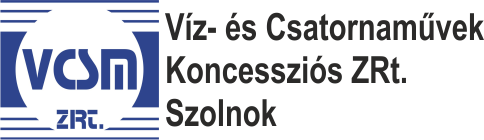 VCSM
ZRt.
Víz- és Csatornaművek
Koncessziós ZRt.
Szolnok